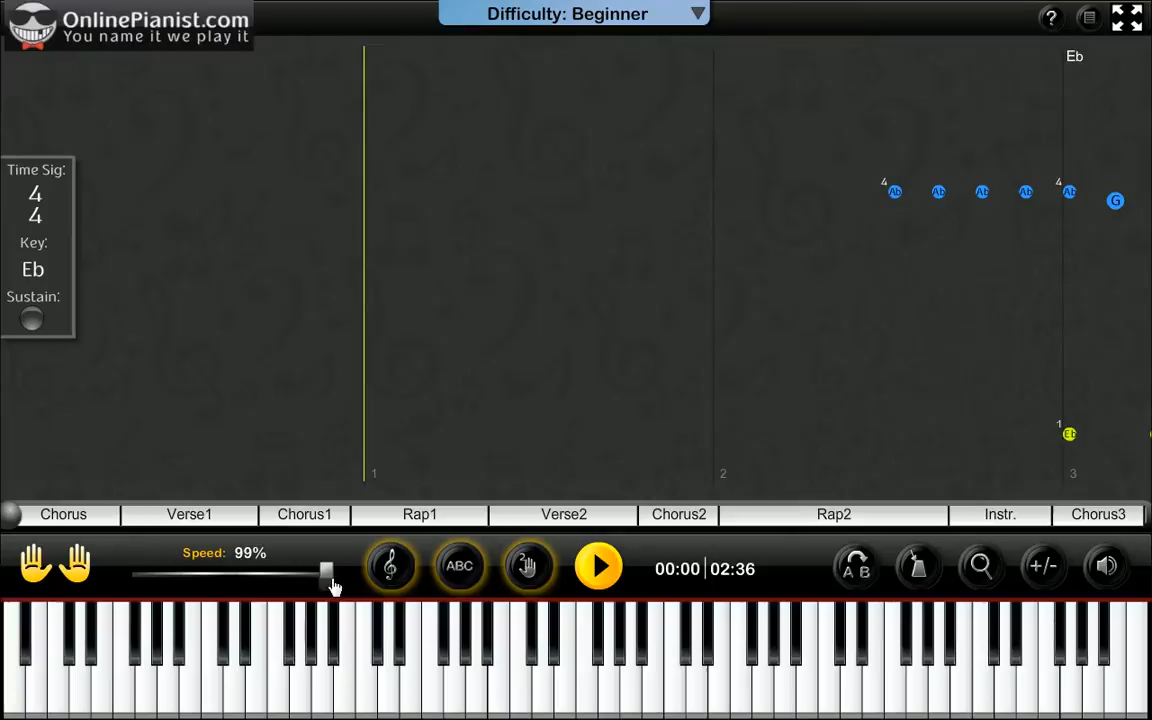 OnlinePianist.com
You name it we play it
Difficulty: Beginner
?
Eb
Time Sig:
4
4
Key:
Eb
Sustain:
4
Ab
Ab
Ab
Ab
4
Ab
G
1
Eb
1
2
3
Chorus
Verse1
Chorus1
Rap1
Verse2
Chorus2
Rap2
Instr.
Chorus3
Speed: 99%
ABC
2
00:00
02:36
A B
+/-